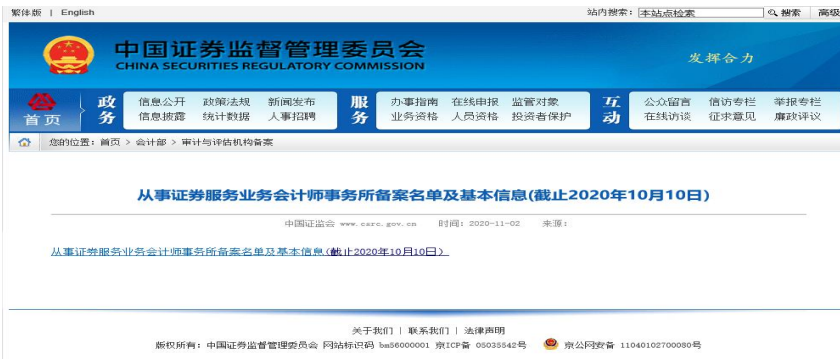 繁体版 | English
站内搜索： 本站点检索 搜索 高级
中国证券监督管理委员会
CHINA SECURITIES REGULATORY COMMISSION
发挥合力
首页
政务
信息公开 政策法规 新闻发布
信息披露 统计数据 人事招聘
服务
办事指南 在线申报 监管对象
业务资格 人员资格 投资者保护
互动
公众留言 信访专栏 举报专栏
在线访谈 征求意见 廉政评议
您的位置：首页 > 会计部 > 审计与评估机构备案
从事证券服务业务会计师事务所备案名单及基本信息(截止2020年10月10日)
中国证监会 www.csrc.gov.cn 时间：2020-11-02 来源：
从事证券服务业务会计师事务所备案名单及基本信息(截止2020年10月10日）
关于我们 | 联系我们 | 法律声明
版权所有：中国证券监督管理委员会 网站标识码 bm56000001 京ICP备 05035542号 京公网安备 11040102700080号